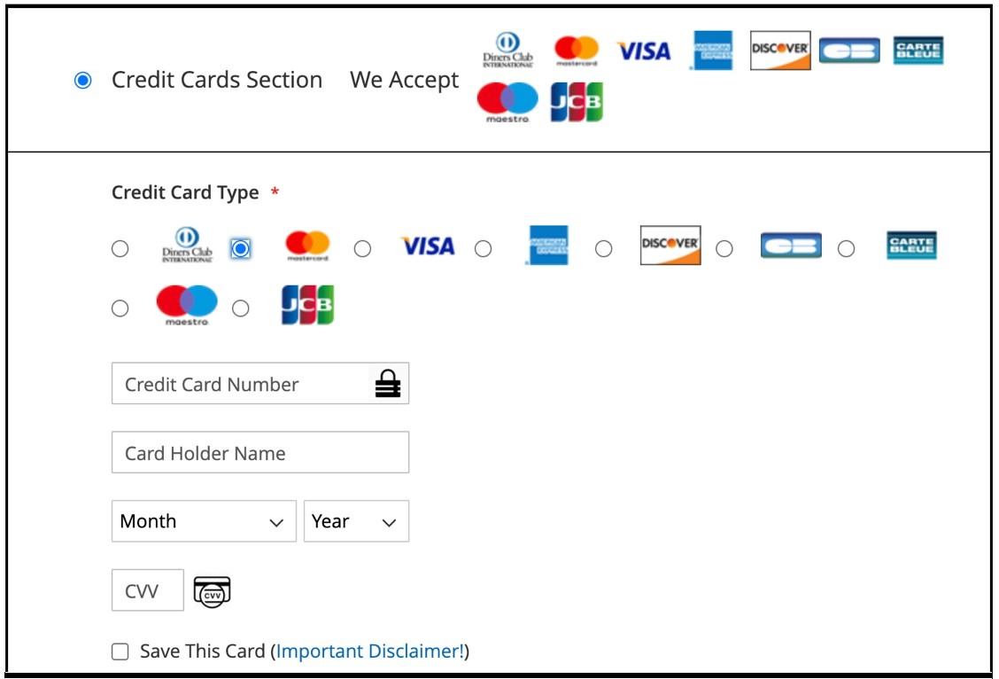 Credit Cards Section We Accept Diners Club INTERNATIONAL mastercard VISA AMERICAN EXPRESS DISCOVER CB CARTE BLEUE
maestro JCB
Credit Card Type *
Diners Club INTERNATIONAL mastercard VISA AMERICAN EXPRESS DISCOVER CB CARTE BLEUE
maestro JCB
Credit Card Number
Card Holder Name
Month Year
CVV CVV
Save This Card (Important Disclaimer!)